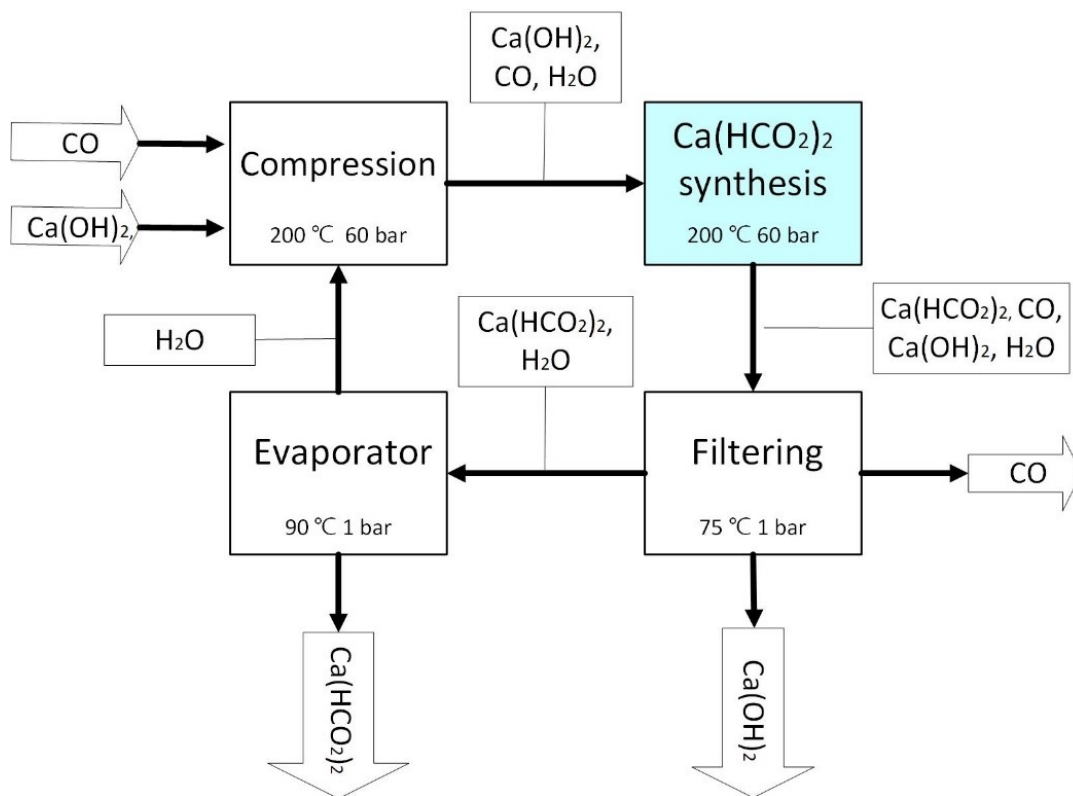 Ca(OH)₂,
CO, H₂O
CO
Ca(OH)₂,
Compression
200 ℃ 60 bar
Ca(HCO₂)₂
synthesis
200 ℃ 60 bar
H₂O
Ca(HCO₂)₂,
H₂O
Ca(HCO₂)₂, CO,
Ca(OH)₂, H₂O
Evaporator
90 ℃ 1 bar
Filtering
75 ℃ 1 bar
CO
Ca(HCO₂)₂
Ca(OH)₂